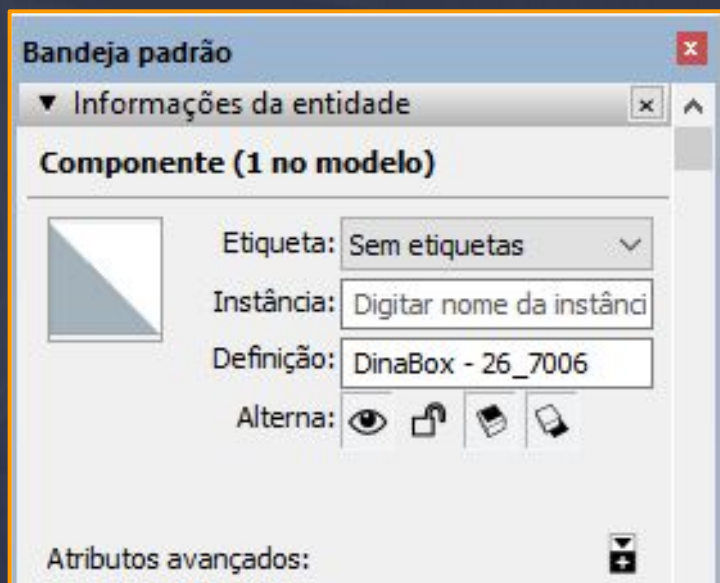 Bandeja padrão
Informações da entidade
Componente (1 no modelo)
Etiqueta: Sem etiquetas
Instância: Digitar nome da instânci
Definição: DinaBox - 26_7006
Alterna:
Atributos avançados: